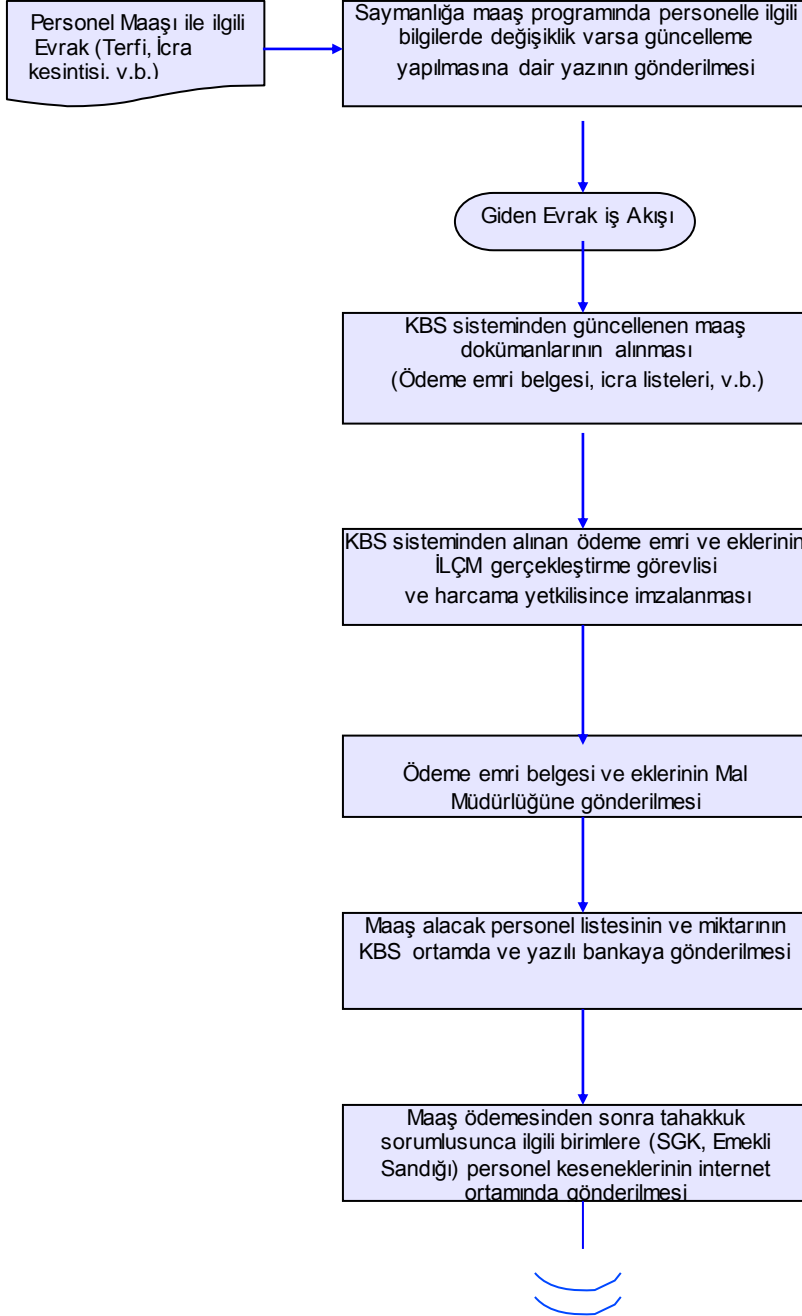 Personel Maaşı ile ilgili
Evrak (Terfi, İcra
kesintisi. v.b.)
Saymanlığa maaş programında personelle ilgili
bilgilerde değişiklik varsa güncelleme
yapılmasına dair yazının gönderilmesi
Giden Evrak iş Akışı
KBS sisteminden güncellenen maaş
dokümanlarının alınması
(Ödeme emri belgesi, icra listeleri, v.b.)
KBS sisteminden alınan ödeme emri ve eklerinin
İLÇM gerçekleştirme görevlisi
ve harcama yetkilisince imzalanması
Ödeme emri belgesi ve eklerinin Mal
Müdürlüğüne gönderilmesi
Maaş alacak personel listesinin ve miktarının
KBS ortamda ve yazılı bankaya gönderilmesi
Maaş ödemesinden sonra tahakkuk
sorumlusunca ilgili birimlere (SGK, Emekli
Sandığı) personel keseneklerinin internet
ortamında gönderilmesi